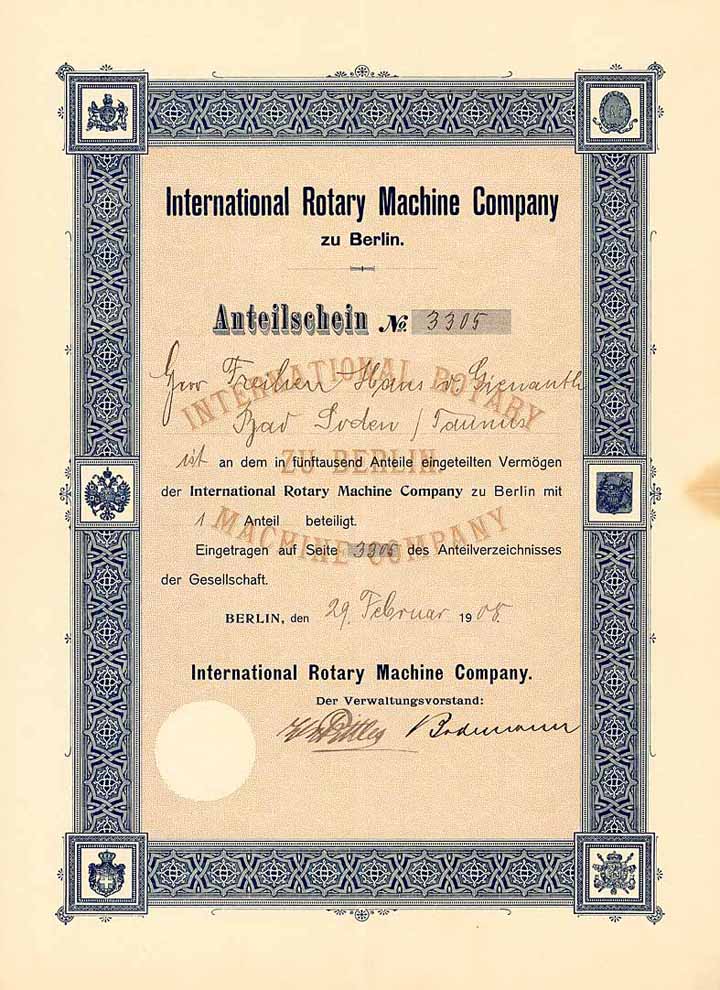 International Rotary Machine Company
zu Berlin.
Anteilschein No. 3305
Herr Freiherr Hans v. Gienanth
Bad Soden / Taunus
INTERNATIONAL ROTARY
ist an dem in fünftausend Anteile eingeteilten Vermögen
ZU BERLIN.
der International Rotary Machine Company zu Berlin mit
1 Anteil beteiligt.
MACHINE COMPANY
Eingetragen auf Seite 3305 des Anteilverzeichnisses
der Gesellschaft.
BERLIN, den 29. Februar 1908.
International Rotary Machine Company.
Der Verwaltungsvorstand:
Bodemann